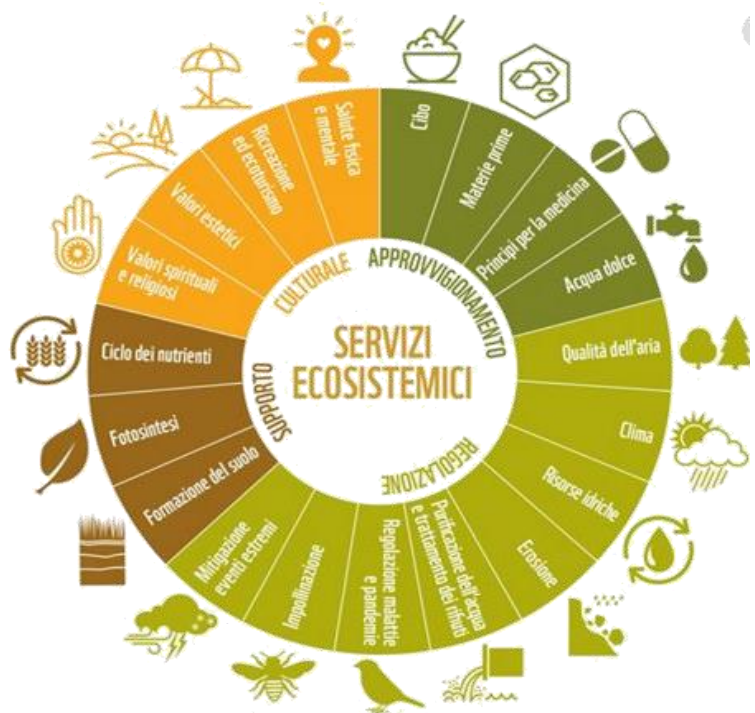 SERVIZI
ECOSISTEMICI
APPROVVIGIONAMENTO
Cibo
Materie prime
Principi per la medicina
Acqua dolce
REGOLAZIONE
Qualità dell'aria
Clima
Risorse idriche
Erosione
Purificazione dell'acqua
e trattamento dei rifiuti
Regolazione malattie
e pandemie
Impollinazione
Mitigazione
eventi estremi
SUPPORTO
Formazione del suolo
Fotosintesi
Ciclo dei nutrienti
CULTURALE
Valori spirituali
e religiosi
Valori estetici
Ricreazione
ed ecoturismo
Salute fisica
e mentale